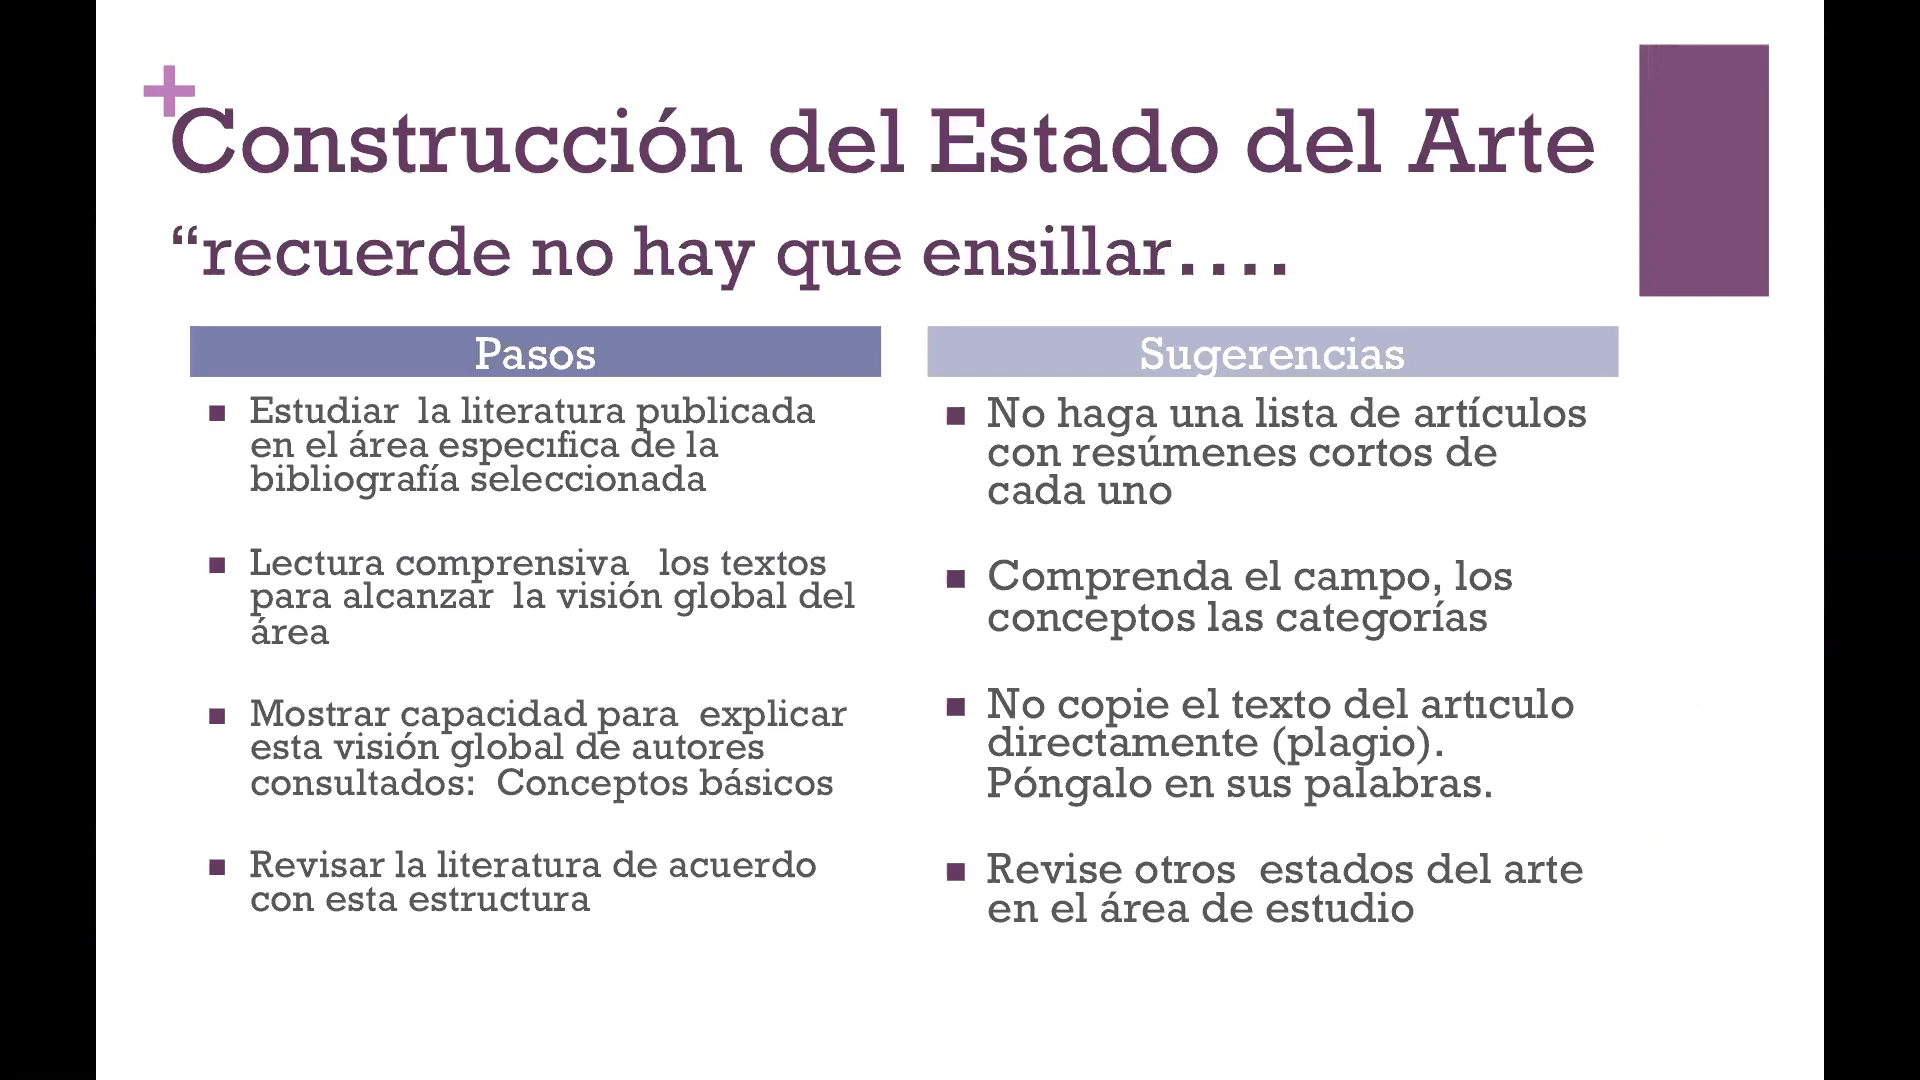 +
Construcción del Estado del Arte
“recuerde no hay que ensillar....
Pasos
Estudiar la literatura publicada
en el área especıfica de la
bibliografía seleccionada
Lectura comprensiva los textos
para alcanzar la visión global del
área
Mostrar capacidad para explicar
esta visión global de autores
consultados: Conceptos básicos
Revisar la literatura de acuerdo
con esta estructura
Sugerencias
No haga una lista de artículos
con resúmenes cortos de
cada uno
Comprenda el campo, los
conceptos las categorías
No copie el texto del artıculo
directamente (plagio).
Póngalo en sus palabras.
Revise otros estados del arte
en el área de estudio